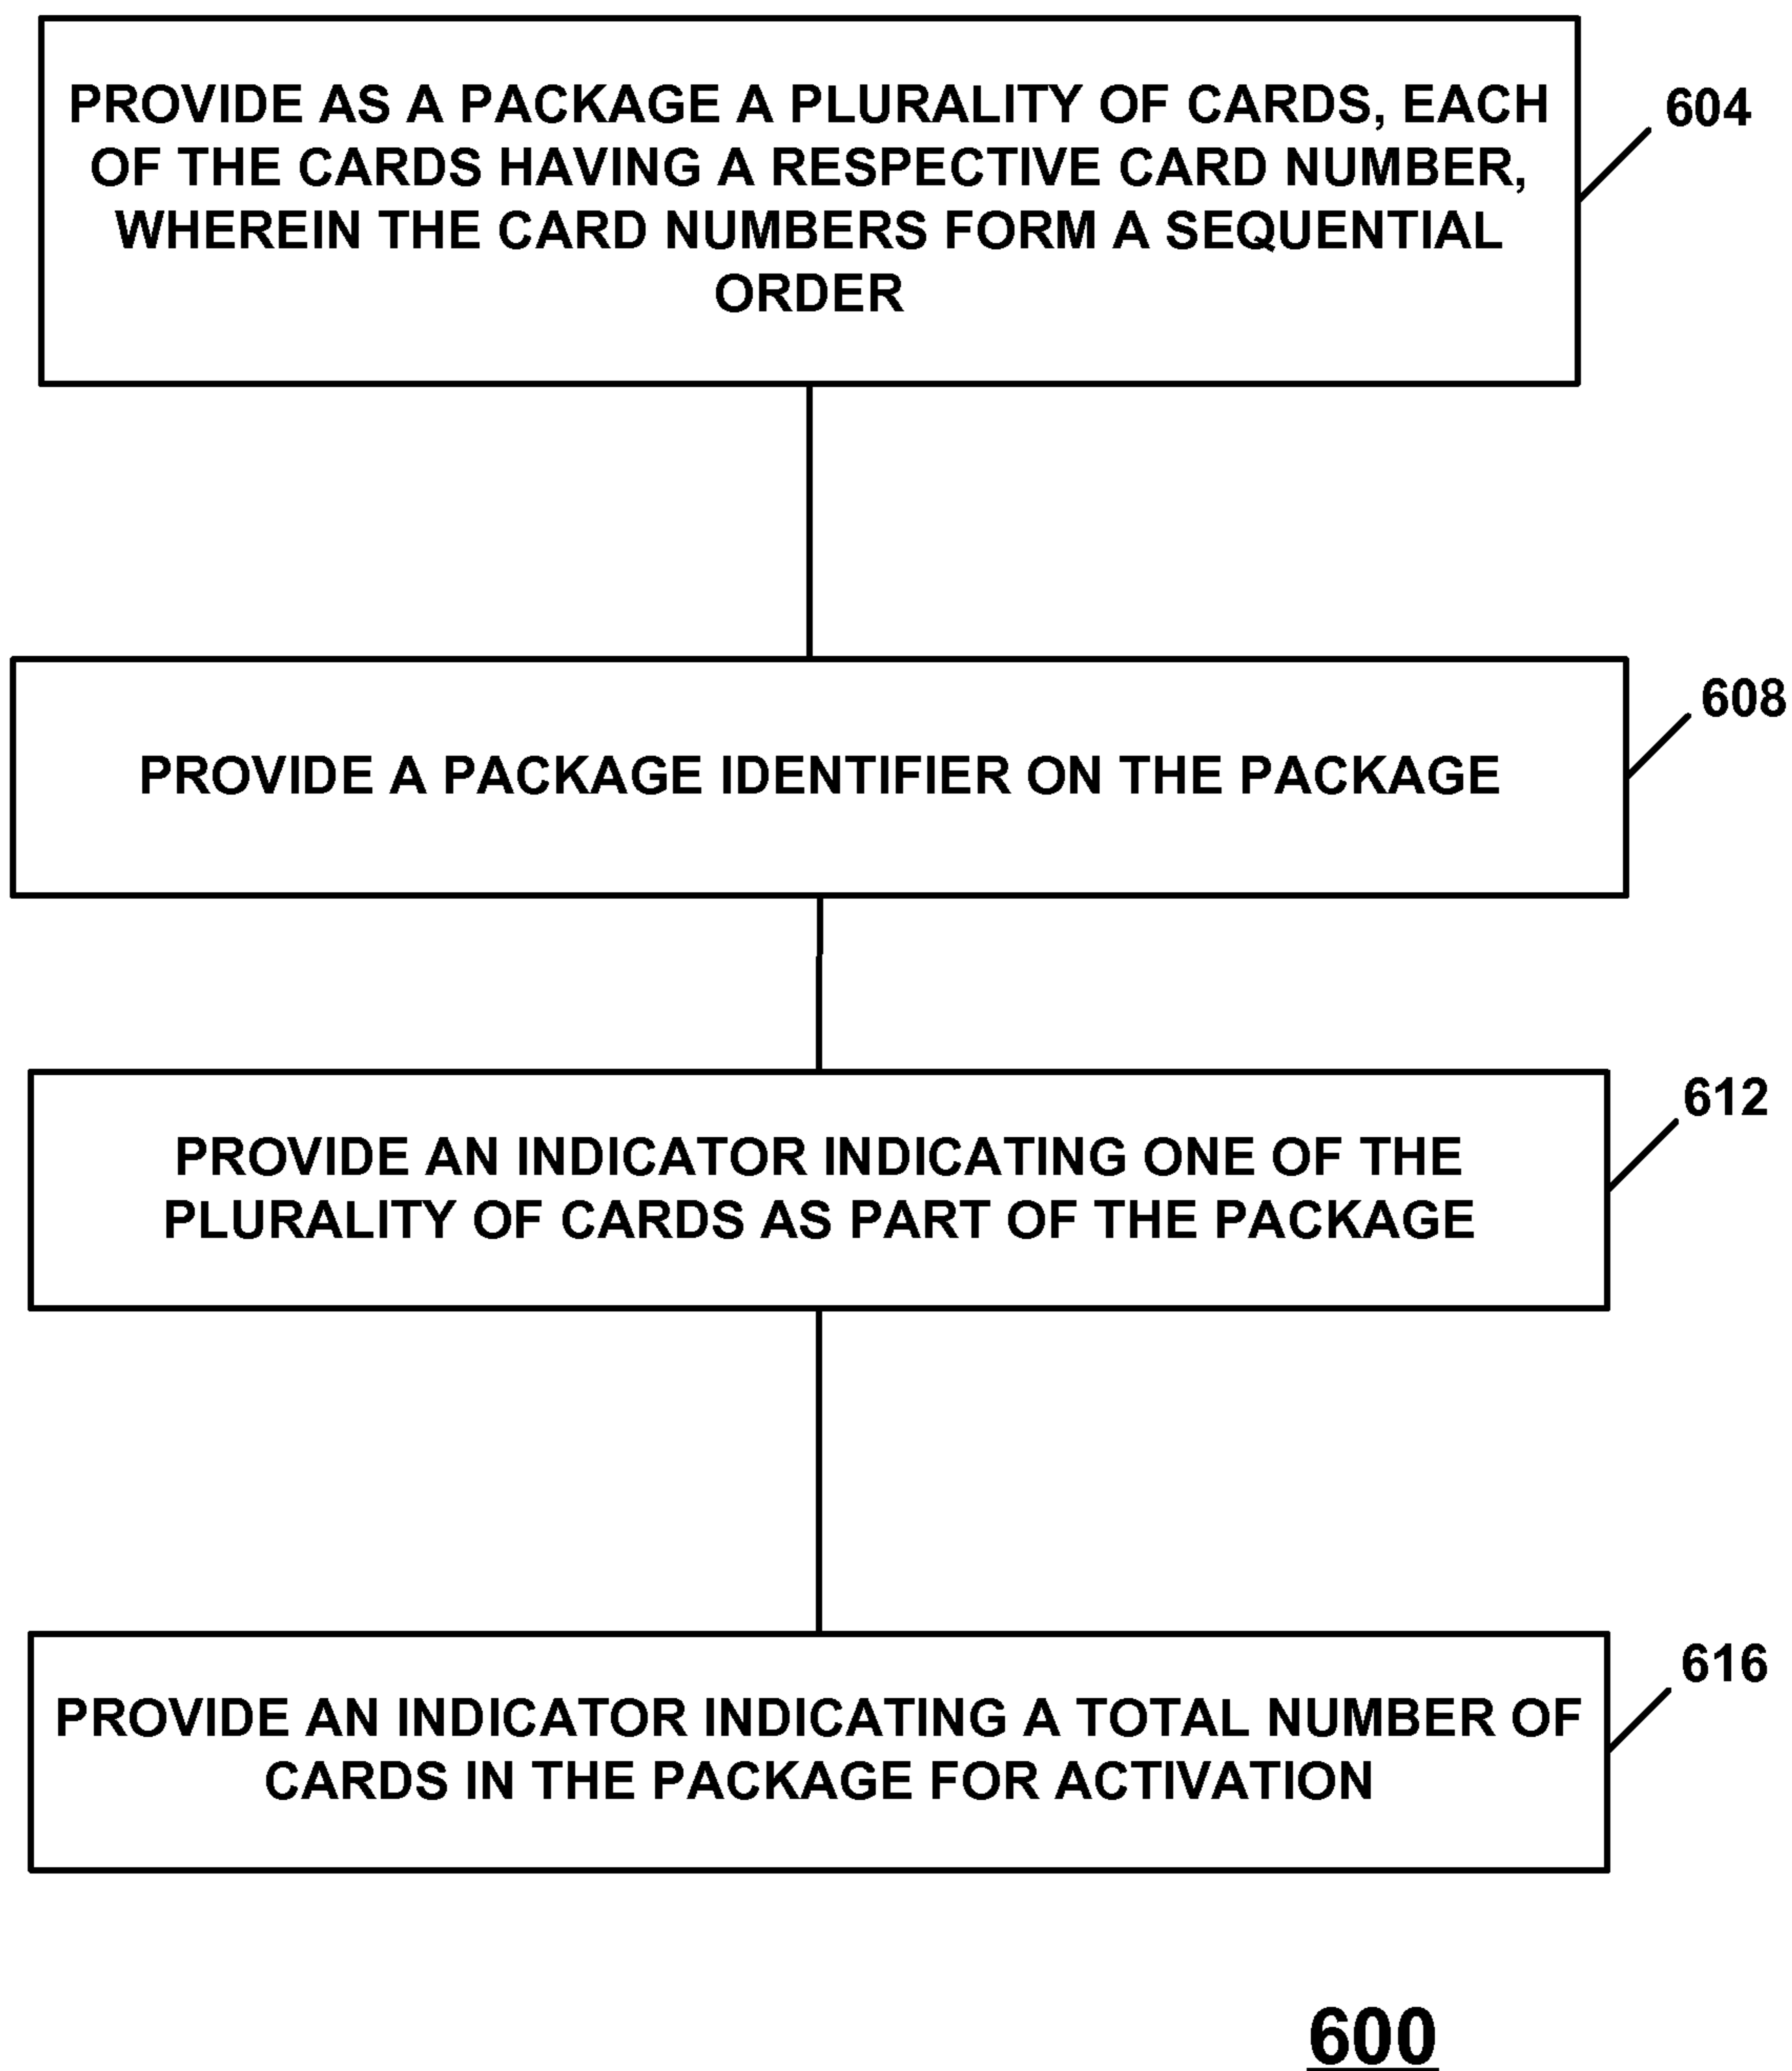 PROVIDE AS A PACKAGE A PLURALITY OF CARDS, EACH
OF THE CARDS HAVING A RESPECTIVE CARD NUMBER,
WHEREIN THE CARD NUMBERS FORM A SEQUENTIAL
ORDER
604
PROVIDE A PACKAGE IDENTIFIER ON THE PACKAGE
608
PROVIDE AN INDICATOR INDICATING ONE OF THE
PLURALITY OF CARDS AS PART OF THE PACKAGE
612
PROVIDE AN INDICATOR INDICATING A TOTAL NUMBER OF
CARDS IN THE PACKAGE FOR ACTIVATION
616
600